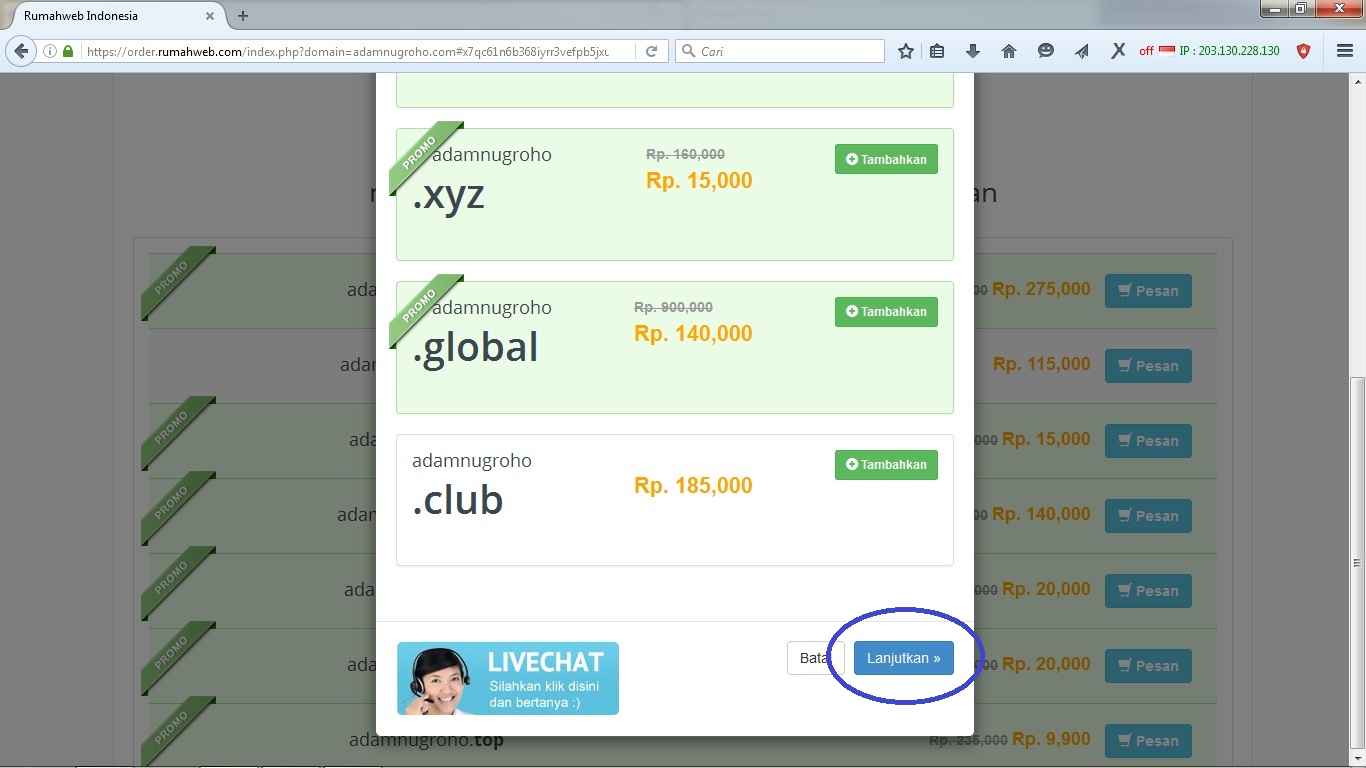 Rumahweb Indonesia
https://order.rumahweb.com/index.php?domain=adamnugroho.com#x7qc61n6b368iyrr3vefpb5jxu
Cari
off IP : 203.130.228.130
PROMO
adamnugroho
.xyz
Rp. 160,000
Rp. 15,000
Tambahkan
PROMO
adamnugroho
.global
Rp. 900,000
Rp. 140,000
Tambahkan
adamnugroho
.club
Rp. 185,000
Tambahkan
LIVECHAT
Silahkan klik disini
dan bertanya :)
Lanjutkan »
an
PROMO
ada
Rp. 275,000 Pesan
adam
Rp. 115,000 Pesan
PROMO
ada
Rp. 15,000 Pesan
PROMO
adam
Rp. 140,000 Pesan
PROMO
ada
Rp. 20,000 Pesan
PROMO
ada
Rp. 20,000 Pesan
PROMO
adamnugroho.top
Rp. 235,000 Rp. 9,900 Pesan